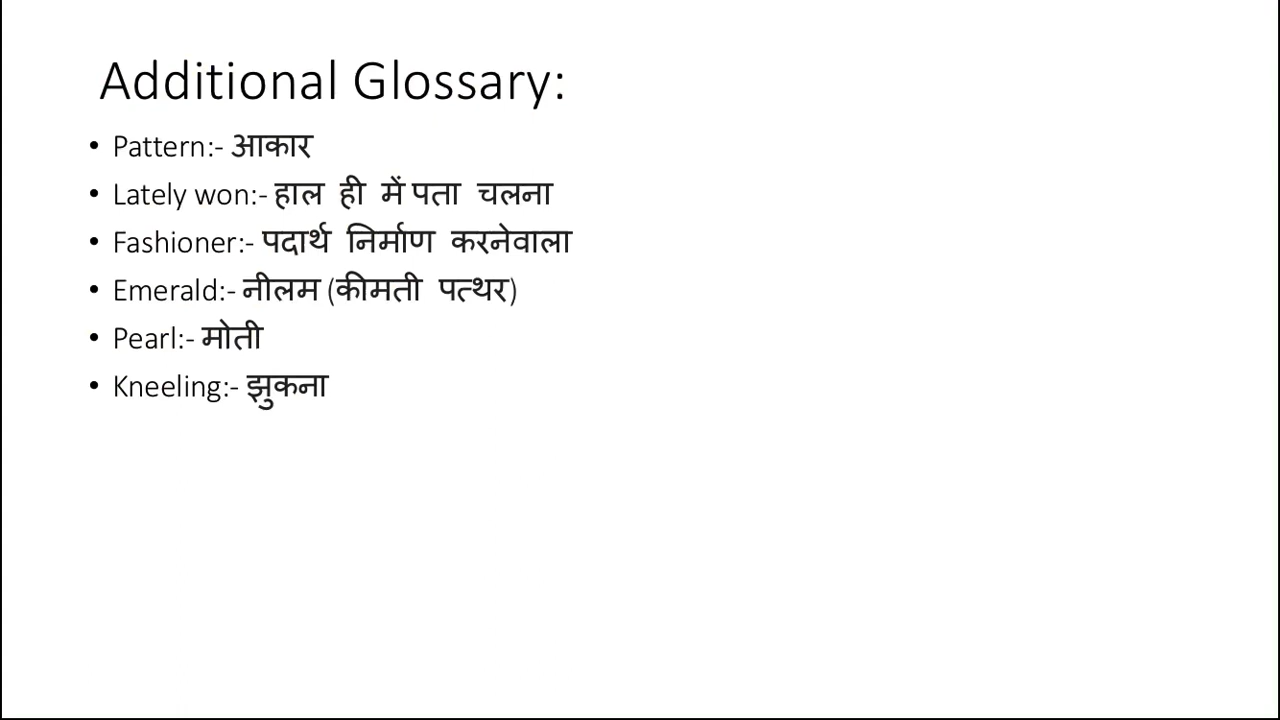 Additional Glossary:
• Pattern:- आकार
• Lately won:- हाल ही में पता चलना
• Fashioner:- पदार्थ निर्माण करनेवाला
• Emerald:- नीलम (कीमती पत्थर)
• Pearl:- मोती
• Kneeling:- झुकना